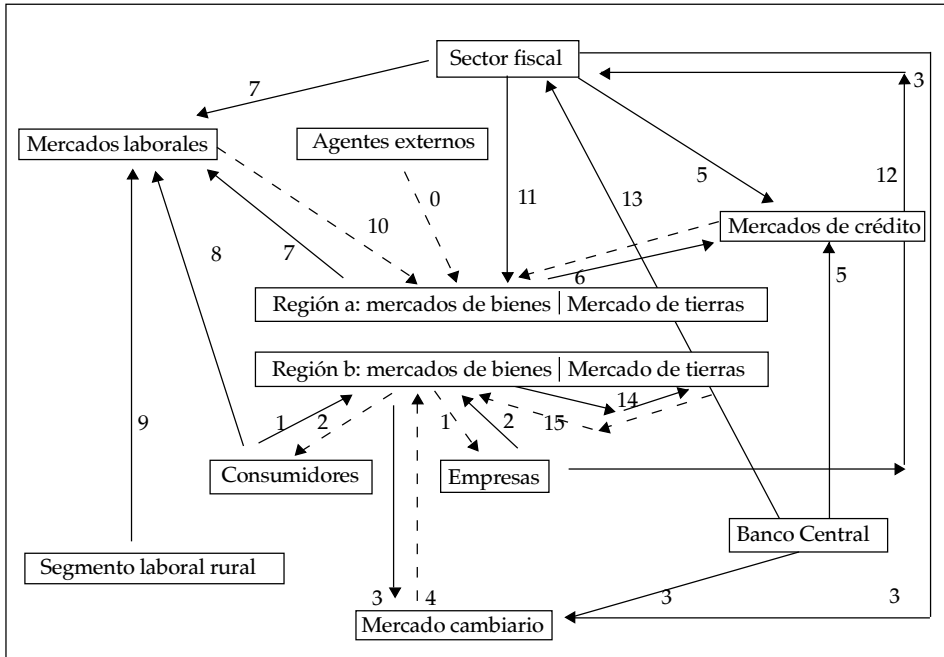 Sector fiscal
3
7
Mercados laborales
Agentes externos
5
12
0
11
13
10
Mercados de crédito
8
7
6
5
Región a: mercados de bienes | Mercado de tierras
Región b: mercados de bienes | Mercado de tierras
14
9
1
2
1
2
15
Consumidores
Empresas
Banco Central
Segmento laboral rural
3
4
3
3
Mercado cambiario